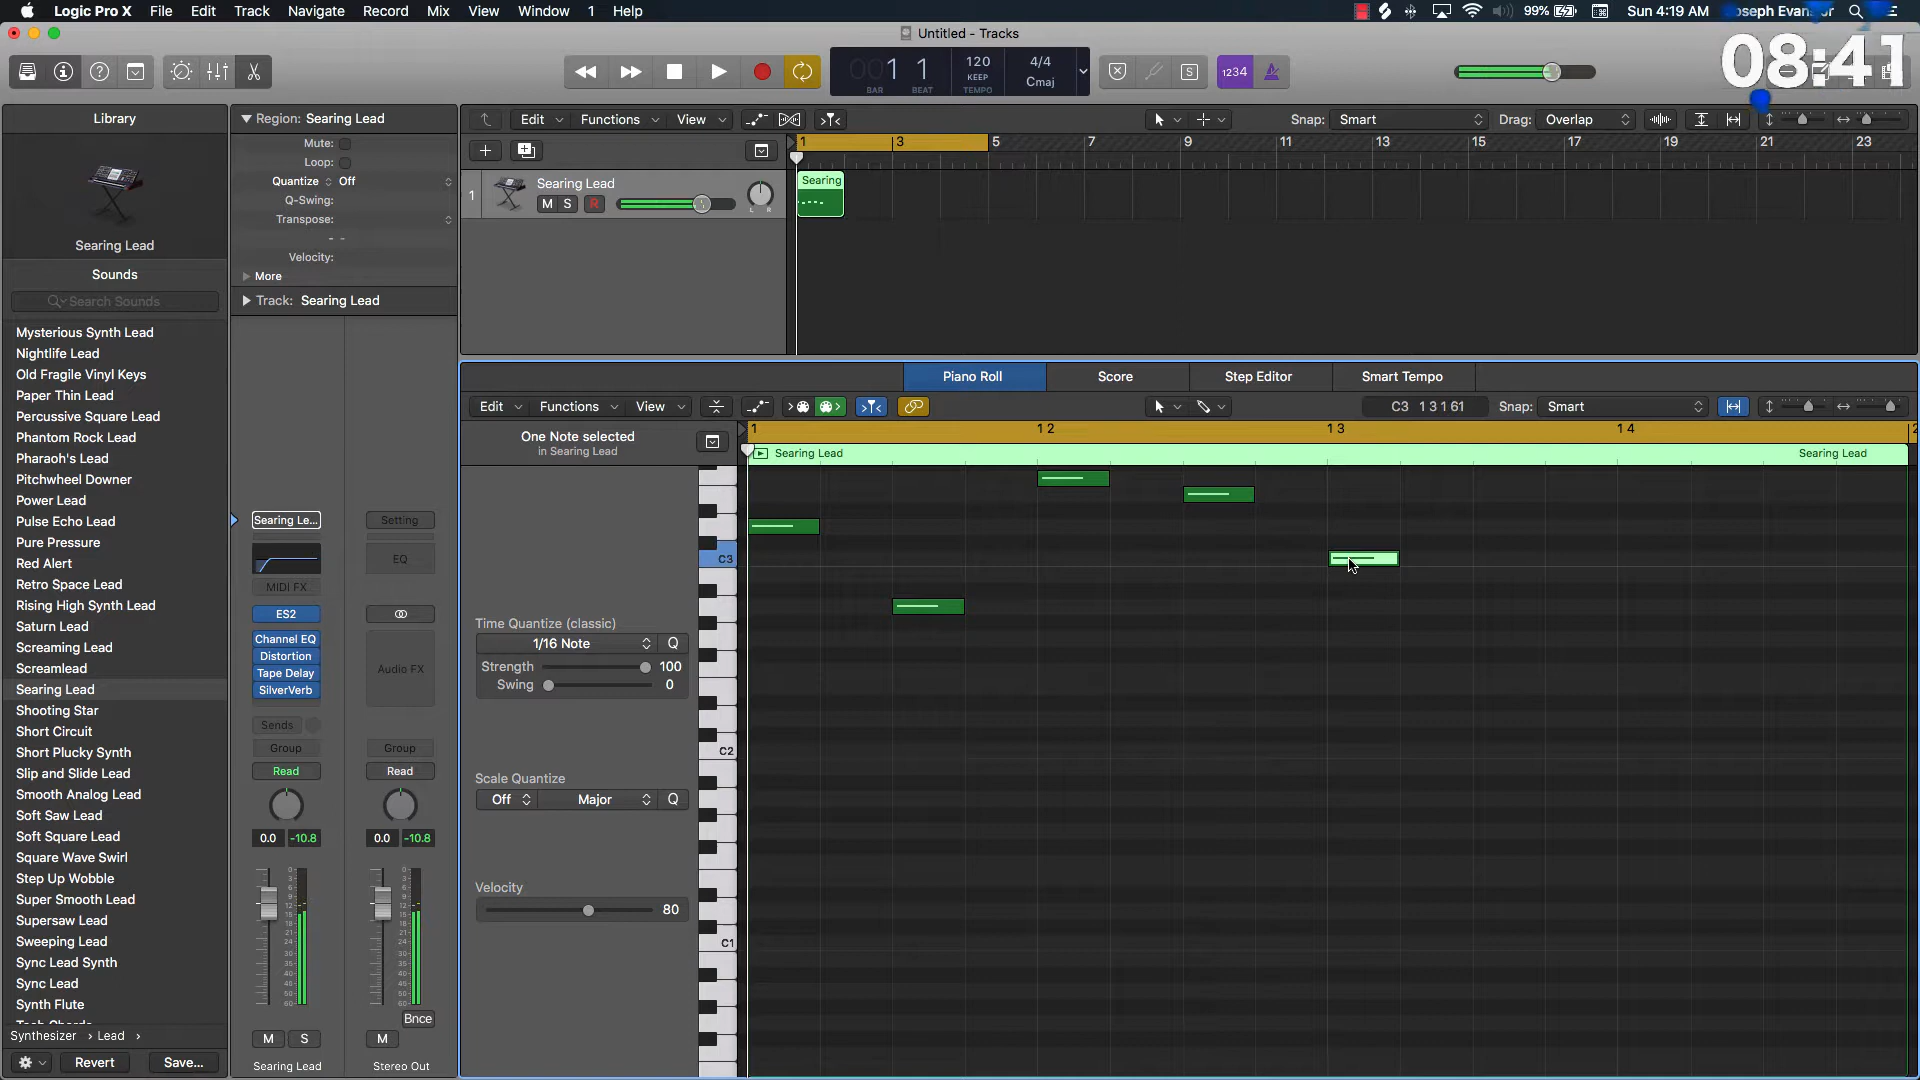 Logic Pro X File Edit Track Navigate Record Mix View Window 1 Help
99% Sun 4:19 AM
Untitled - Tracks
08:41
1 1 120 4/4
KEEP Cmaj
BAR BEAT TEMPO
1234
S
Library
Searing Lead
Sounds
Search Sounds
Mysterious Synth Lead
Nightlife Lead
Old Fragile Vinyl Keys
Paper Thin Lead
Percussive Square Lead
Phantom Rock Lead
Pharaoh's Lead
Pitchwheel Downer
Power Lead
Pulse Echo Lead
Pure Pressure
Red Alert
Retro Space Lead
Rising High Synth Lead
Saturn Lead
Screaming Lead
Screamlead
Searing Lead
Shooting Star
Short Circuit
Short Plucky Synth
Slip and Slide Lead
Smooth Analog Lead
Soft Saw Lead
Soft Square Lead
Square Wave Swirl
Step Up Wobble
Super Smooth Lead
Supersaw Lead
Sweeping Lead
Sync Lead Synth
Sync Lead
Synth Flute
Synthesizer Lead
Revert Save...
Region: Searing Lead
Mute:
Loop:
Quantize Off
Q-Swing:
Transpose:
- -
Velocity:
More
Track: Searing Lead
Searing Le... Setting
EQ
MIDI FX
ES2
Channel EQ
Distortion
Tape Delay
SilverVerb
Audio FX
Sends
Group Group
Read Read
0.0 -10.8 0.0 -10.8
Bnce
M S M
Searing Lead Stereo Out
Edit Functions View Snap: Smart Drag: Overlap
1 3 5 7 9 11 13 15 17 19 21 23
1 Searing Lead
M S R
L R
Searing
Piano Roll Score Step Editor Smart Tempo
Edit Functions View C3 1 3 1 61 Snap: Smart
One Note selected
in Searing Lead
1 1 2 1 3 1 4 2
Searing Lead Searing Lead
C3
C2
C1
Time Quantize (classic)
1/16 Note Q
Strength 100
Swing 0
Scale Quantize
Off Major Q
Velocity
80